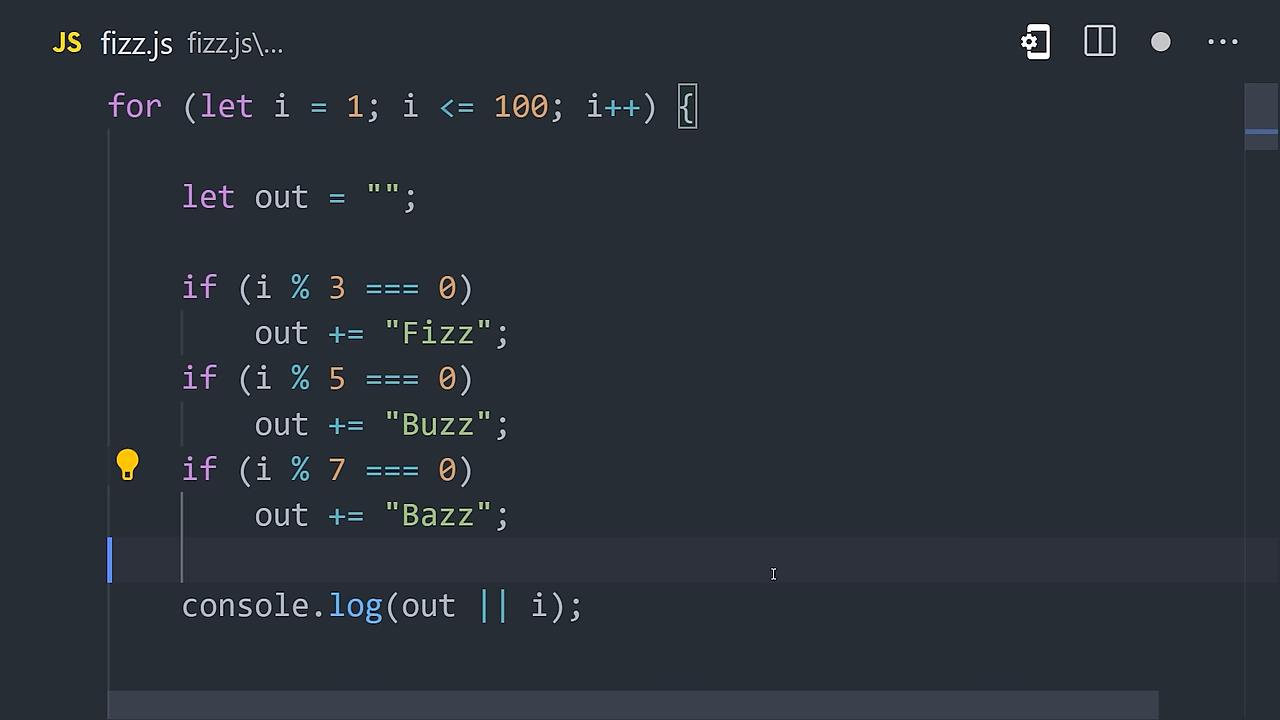 JS fizz.js fizz.js\...
for (let i = 1; i <= 100; i++) {
let out = "";
if (i % 3 === 0)
out += "Fizz";
if (i % 5 === 0)
out += "Buzz";
if (i % 7 === 0)
out += "Bazz";
console.log(out || i);